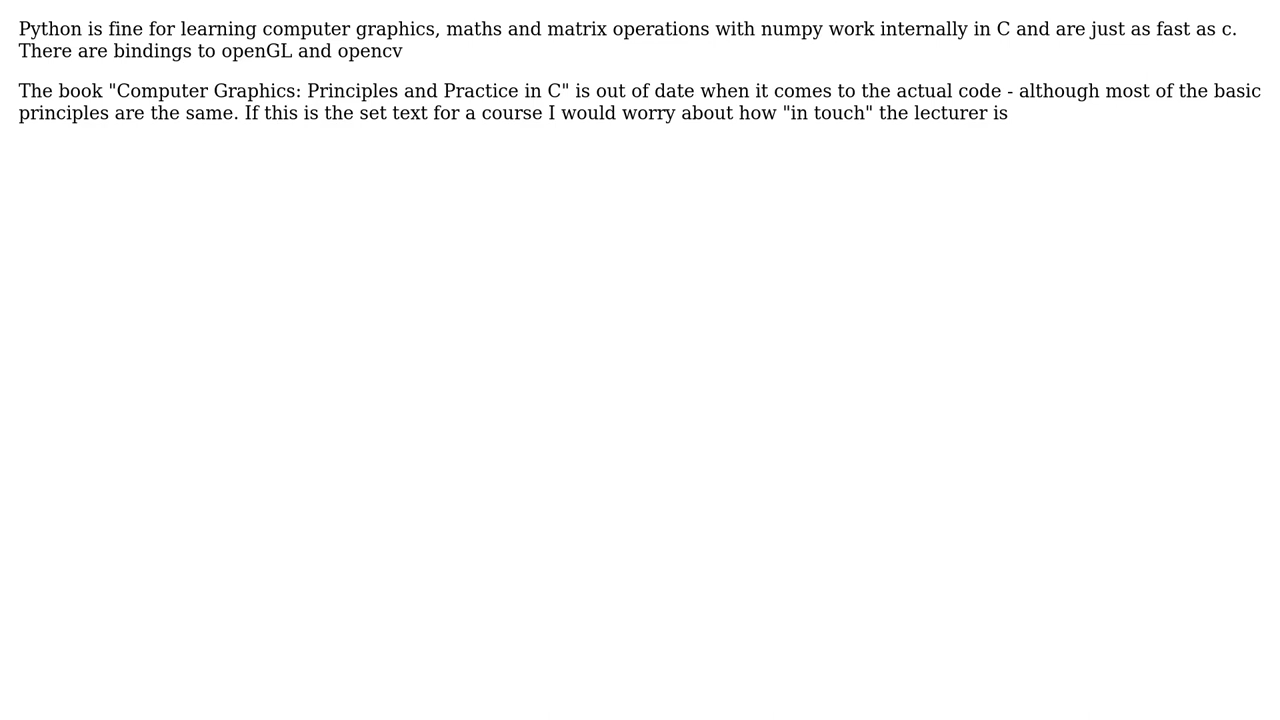 Python is fine for learning computer graphics, maths and matrix operations with numpy work internally in C and are just as fast as c.
There are bindings to openGL and opencv
The book "Computer Graphics: Principles and Practice in C" is out of date when it comes to the actual code - although most of the basic
principles are the same. If this is the set text for a course I would worry about how "in touch" the lecturer is